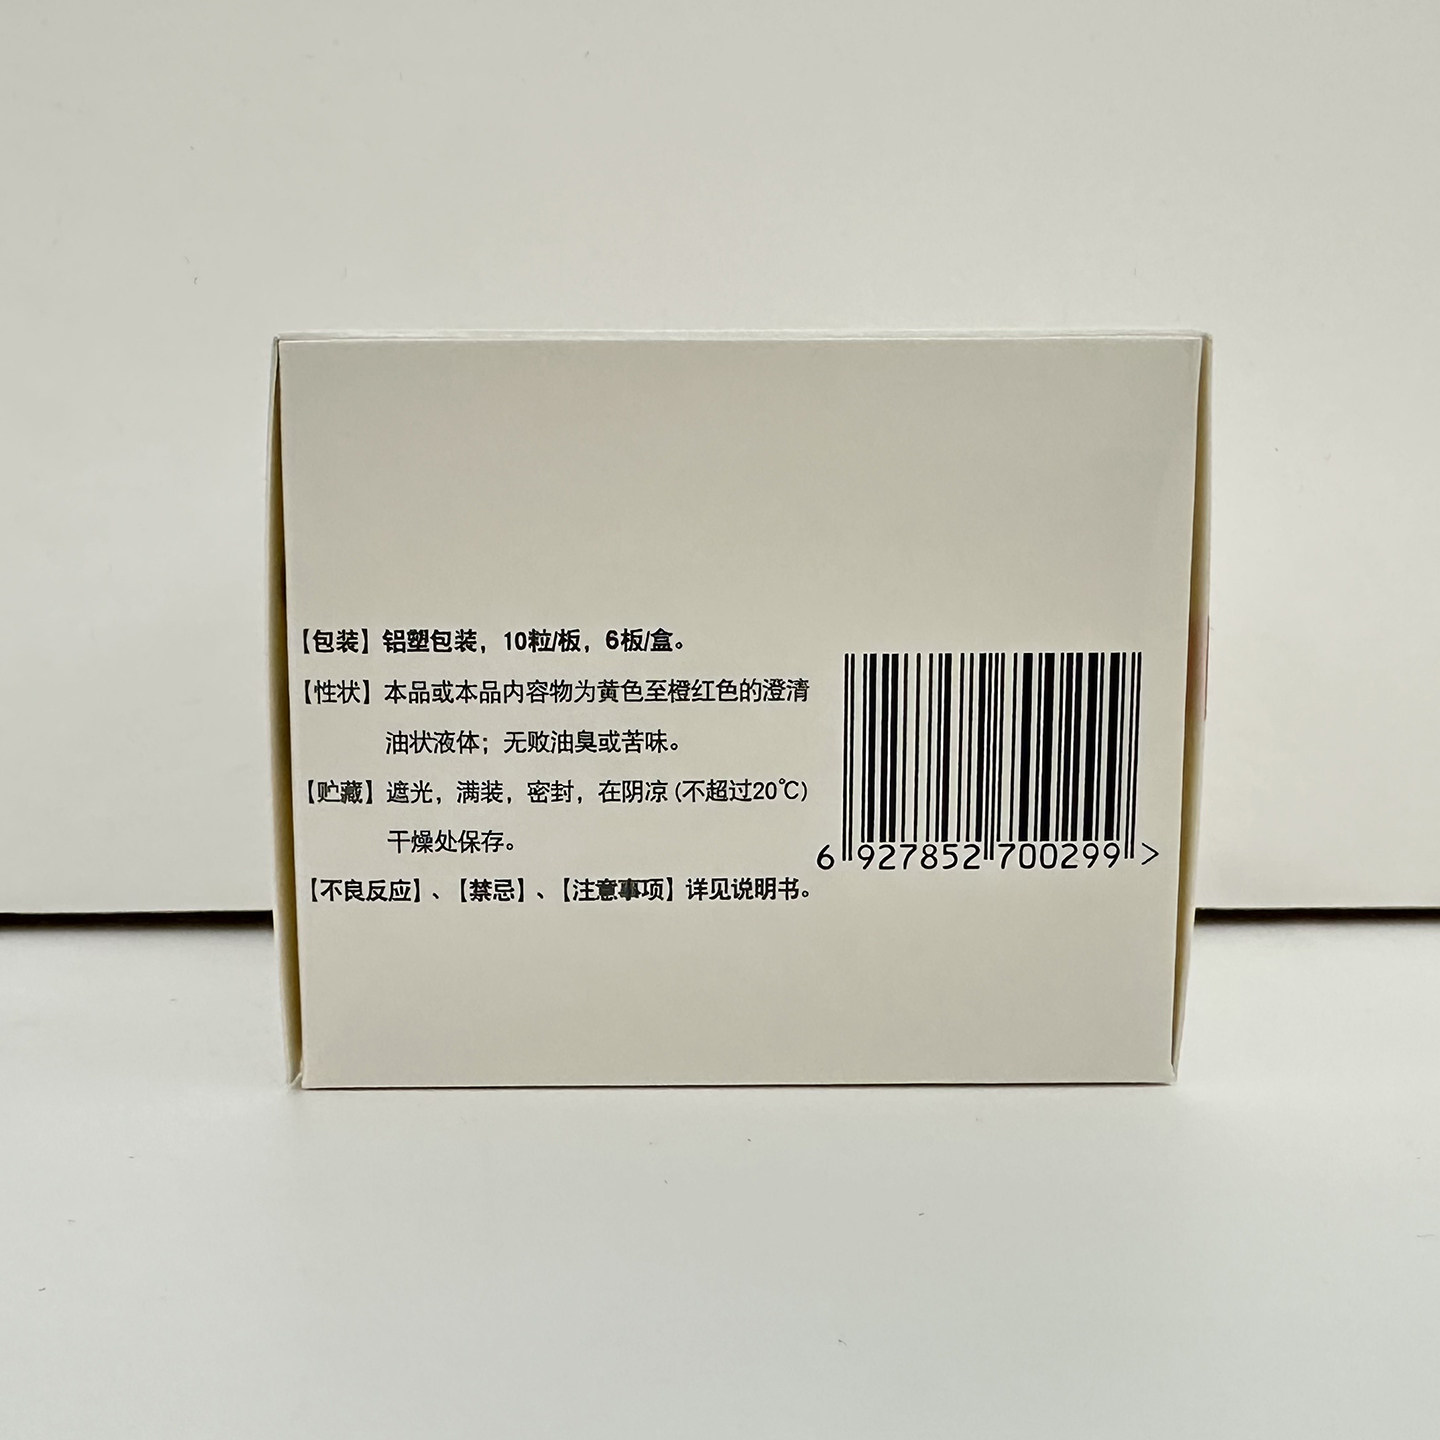 【包装】铝塑包装，10粒/板，6板/盒。
【性状】本品或本品内容物为黄色至橙红色的澄清
油状液体；无败油臭或苦味。
【贮藏】遮光，满装，密封，在阴凉(不超过20℃)
干燥处保存。
【不良反应】、【禁忌】、【注意事项】详见说明书。
6 927852 700299 >